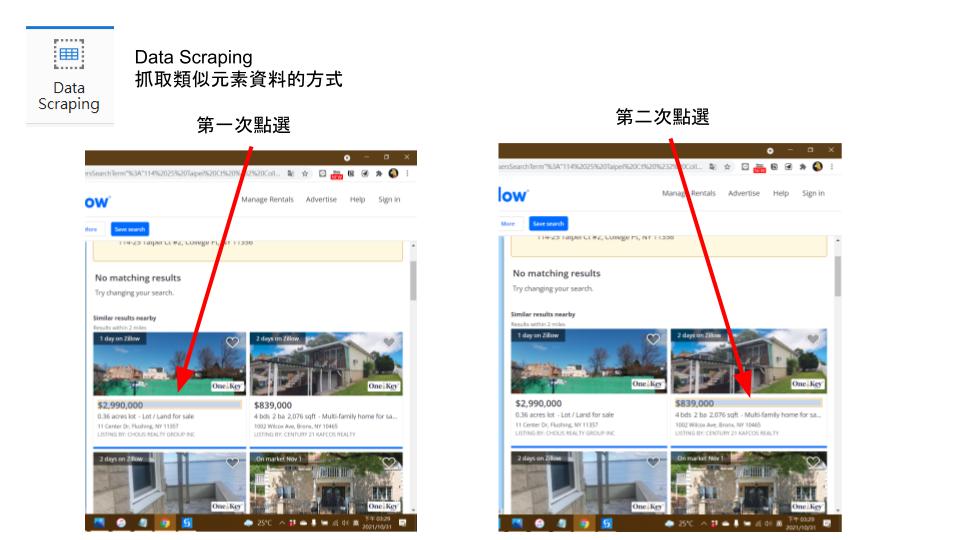 Data
Scraping
Data Scraping
抓取類似元素資料的方式
第一次點選
ersSearchTerm"%3A"114%2025%20Taipei%20Ct%20%232%20Coll...
ow
Manage Rentals Advertise Help Sign in
More
Save search
114-25 Taipei Ct #2, College Pt, NY 11356
No matching results
Try changing your search.
Similar results nearby
Results within 2 miles
1 day on Zillow
OneKey
$2,990,000
0.36 acres lot - Lot / Land for sale
11 Center Dr, Flushing, NY 11357
LISTING BY: CHOUS REALTY GROUP INC
2 days on Zillow
OneKey
$839,000
4 bds 2 ba 2,076 sqft - Multi-family home for sa...
1002 Wilcox Ave, Bronx, NY 10465
LISTING BY: CENTURY 21 KAFCOS REALTY
2 days on Zillow
OneKey
On market Nov 1
OneKey
25°C
下午 03:29
2021/10/31
第二次點選
ersSearchTerm"%3A"114%2025%20Taipei%20Ct%20%232%20Coll...
low
Manage Rentals Advertise Help Sign in
More
Save search
114-25 Taipei Ct #2, College Pt, NY 11356
No matching results
Try changing your search.
Similar results nearby
Results within 2 miles
1 day on Zillow
OneKey
$2,990,000
0.36 acres lot - Lot / Land for sale
11 Center Dr, Flushing, NY 11357
LISTING BY: CHOUS REALTY GROUP INC
2 days on Zillow
OneKey
$839,000
4 bds 2 ba 2,076 sqft - Multi-family home for sa...
1002 Wilcox Ave, Bronx, NY 10465
LISTING BY: CENTURY 21 KAFCOS REALTY
2 days on Zillow
OneKey
On market Nov 1
OneKey
25°C
下午 03:29
2021/10/31